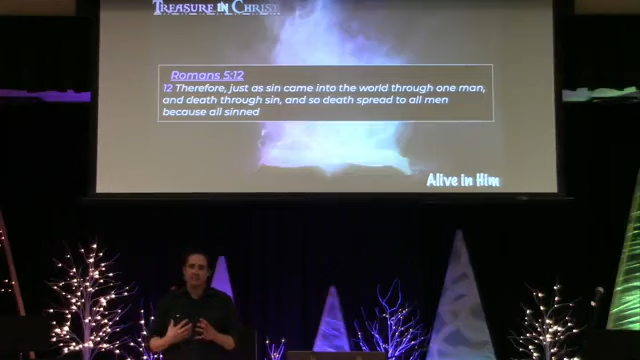 TREASURE IN CHRIST
Romans 5:12
12 Therefore, just as sin came into the world through one man,
and death through sin, and so death spread to all men
because all sinned
Alive in Him